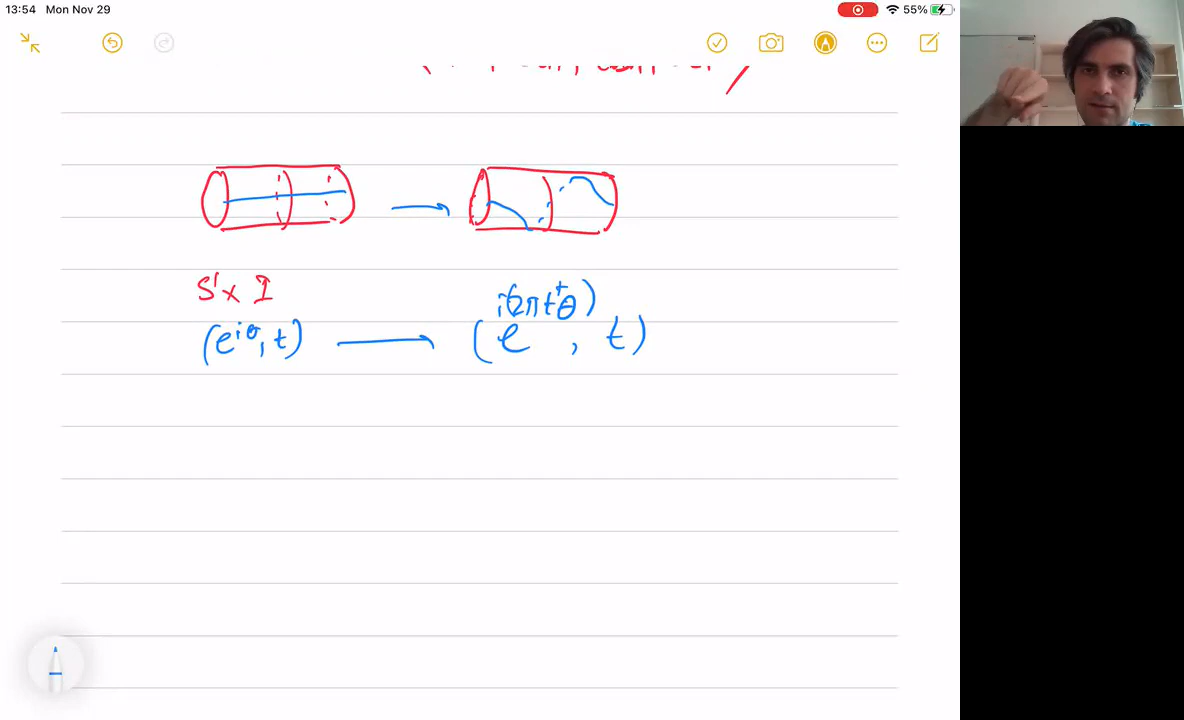 13:54 Mon Nov 29 55%
S¹ x I
(e^{iθ}, t) ⟶ (e^{i(2πt+θ)}, t)